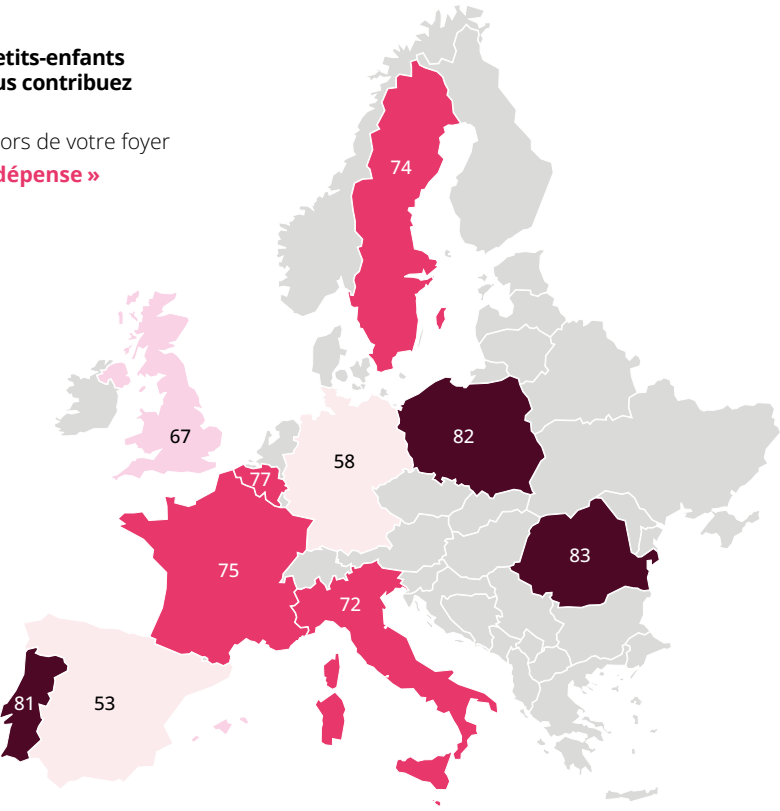 etits-enfants
us contribuez
ors de votre foyer
dépense »
74
67
58
82
77
75
83
72
81
53